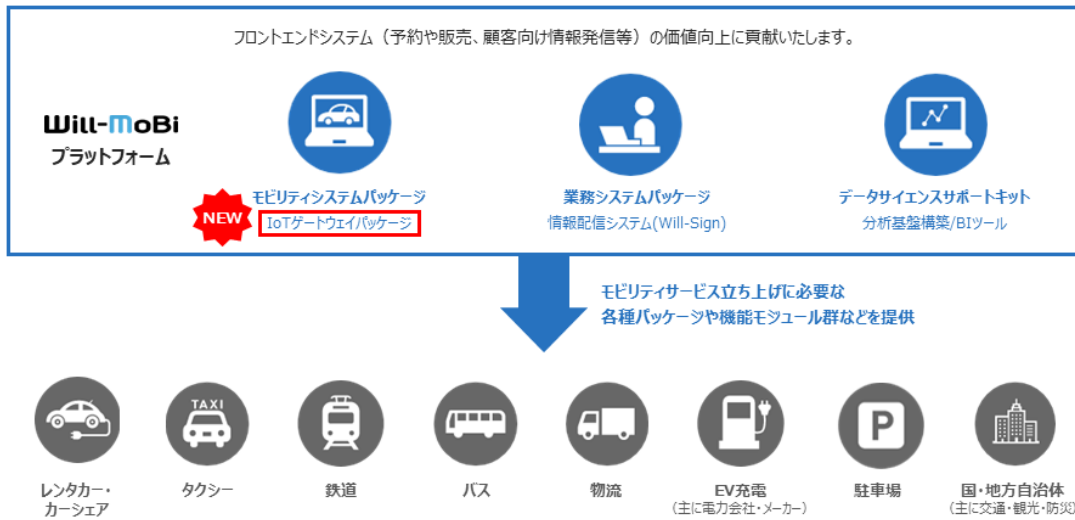 フロントエンドシステム（予約や販売、顧客向け情報発信等）の価値向上に貢献いたします。
Will-MoBi
プラットフォーム
モビリティシステムパッケージ
NEW
IoTゲートウェイパッケージ
業務システムパッケージ
情報配信システム(Will-Sign)
データサイエンスサポートキット
分析基盤構築/BIツール
モビリティサービス立ち上げに必要な
各種パッケージや機能モジュール群などを提供
TAXI
P
レンタカー・
カーシェア
タクシー
鉄道
バス
物流
EV充電
(主に電力会社・メーカー)
駐車場
国・地方自治体
(主に交通・観光・防災)